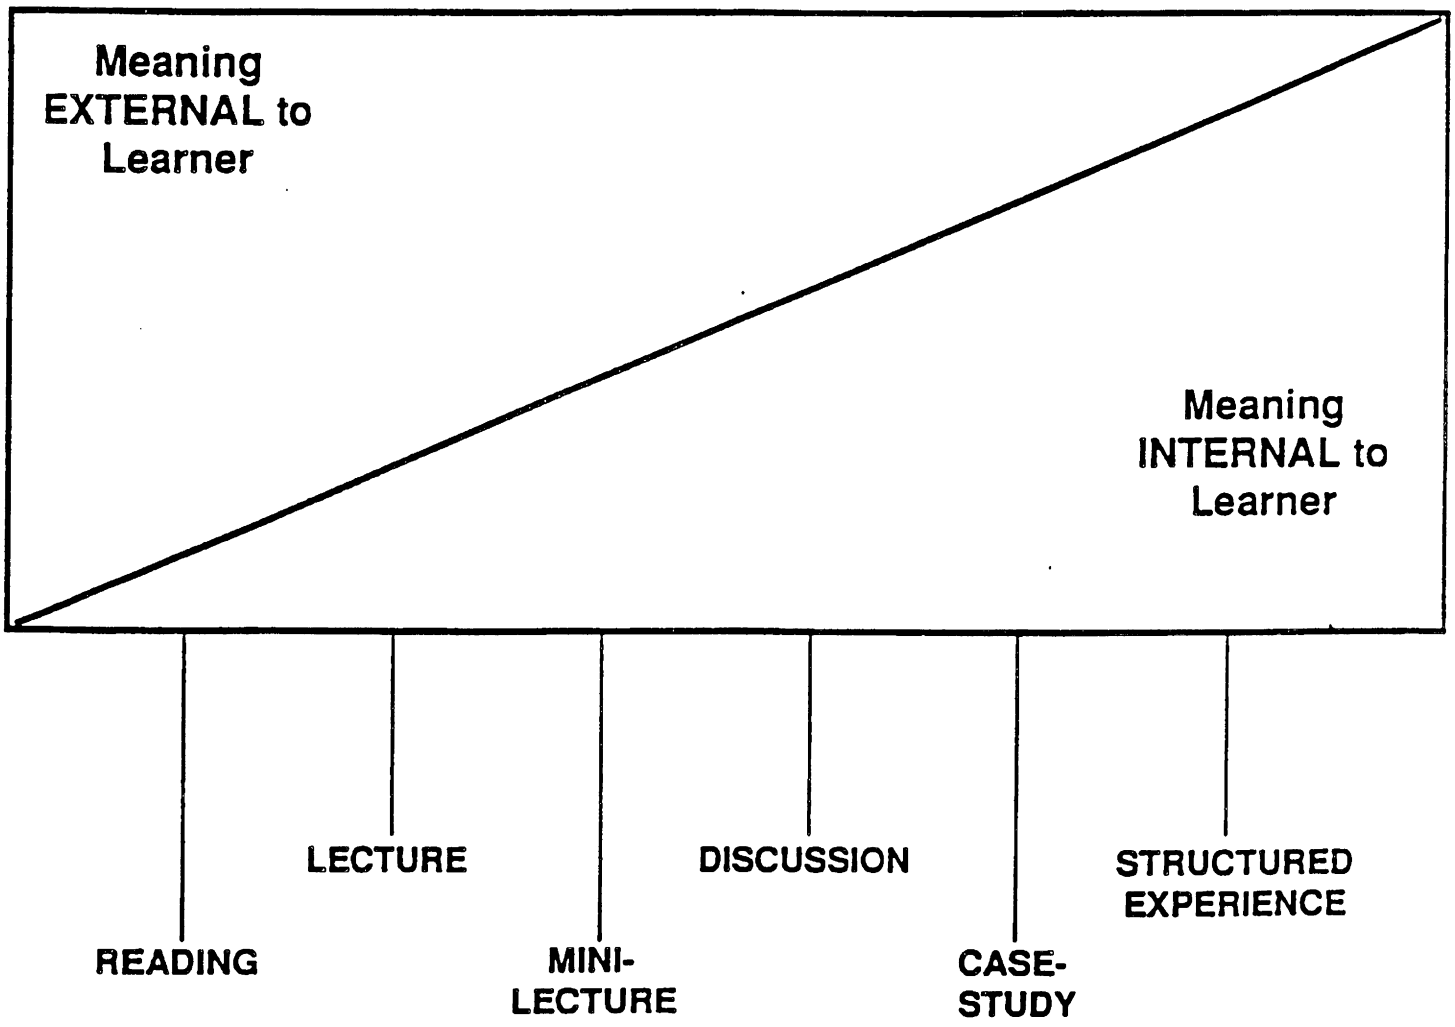 Meaning
EXTERNAL to
Learner
Meaning
INTERNAL to
Learner
LECTURE
DISCUSSION
STRUCTURED
EXPERIENCE
READING
MINI-
LECTURE
CASE-
STUDY